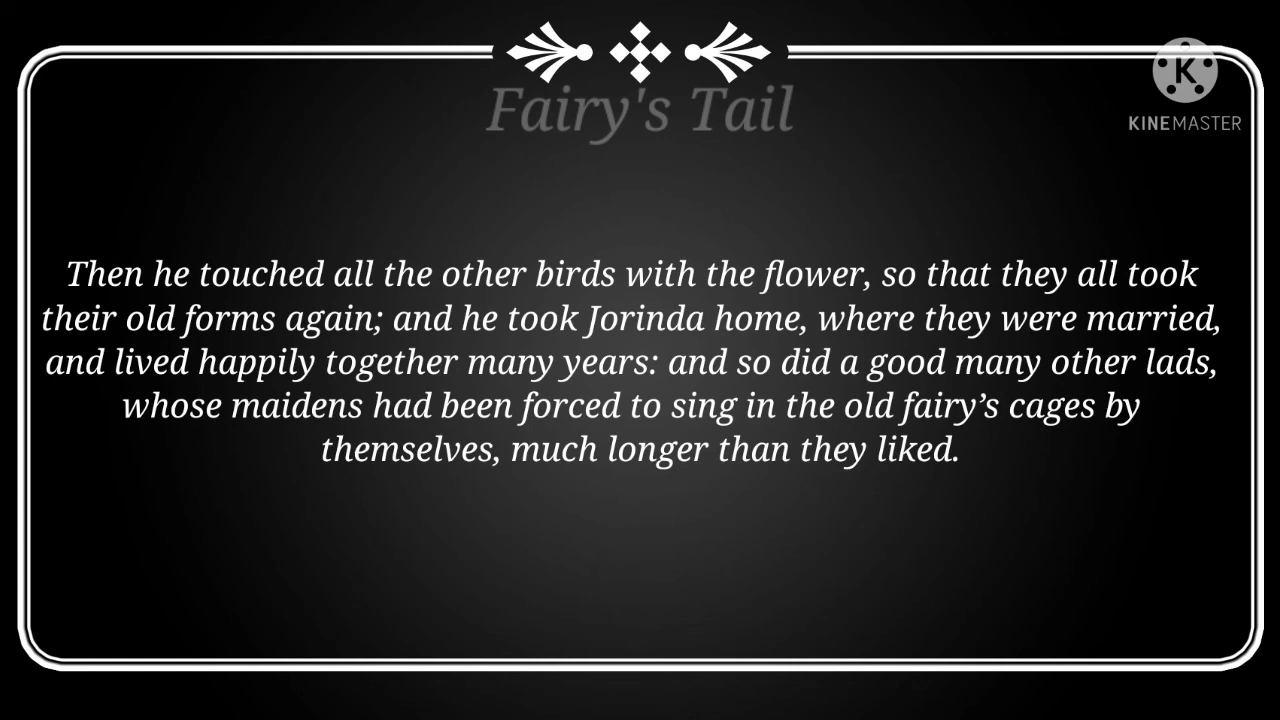 Fairy's Tail
K
KINEMASTER
Then he touched all the other birds with the flower, so that they all took
their old forms again; and he took Jorinda home, where they were married,
and lived happily together many years: and so did a good many other lads,
whose maidens had been forced to sing in the old fairy’s cages by
themselves, much longer than they liked.